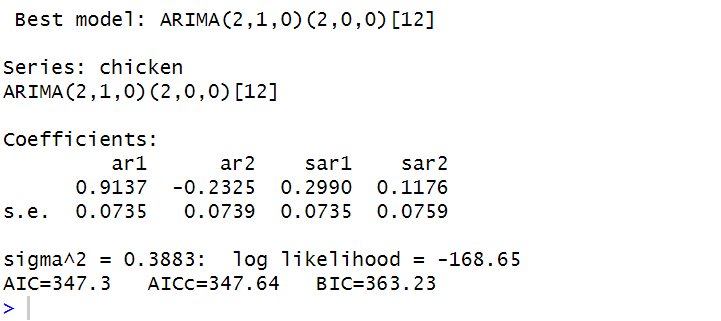 Best model: ARIMA(2,1,0)(2,0,0)[12]
Series: chicken
ARIMA(2,1,0)(2,0,0)[12]
Coefficients:
ar1 ar2 sar1 sar2
0.9137 -0.2325 0.2990 0.1176
s.e. 0.0735 0.0739 0.0735 0.0759
sigma^2 = 0.3883: log likelihood = -168.65
AIC=347.3 AICc=347.64 BIC=363.23
>